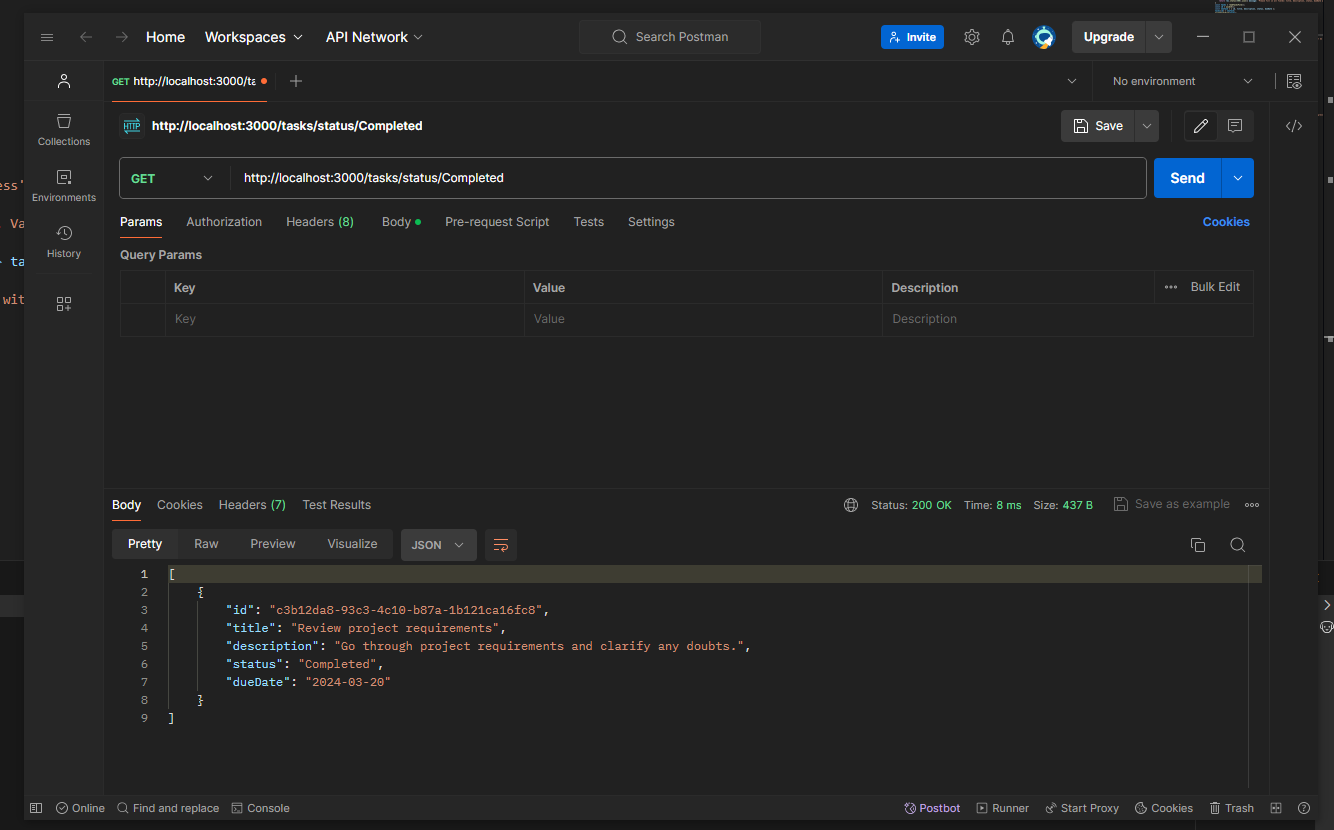 Home Workspaces API Network Search Postman Invite Upgrade
GET http://localhost:3000/ta No environment
HTTP http://localhost:3000/tasks/status/Completed Save
Collections
GET http://localhost:3000/tasks/status/Completed Send
ess'
Environments
Params Authorization Headers (8) Body Pre-request Script Tests Settings Cookies
Va
History
Query Params
ta
Key Value Description Bulk Edit
wit
Key Value Description
Body Cookies Headers (7) Test Results Status: 200 OK Time: 8 ms Size: 437 B Save as example
Pretty Raw Preview Visualize JSON
1 [
2 {
3 "id": "c3b12da8-93c3-4c10-b87a-1b121ca16fc8",
4 "title": "Review project requirements",
5 "description": "Go through project requirements and clarify any doubts.",
6 "status": "Completed",
7 "dueDate": "2024-03-20"
8 }
9 ]
Online Find and replace Console Postbot Runner Start Proxy Cookies Trash